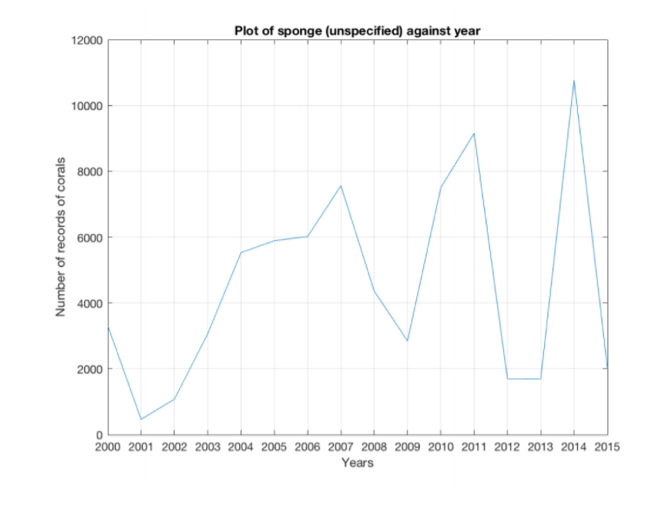 Plot of sponge (unspecified) against year
12000
10000
8000
6000
4000
2000
0
Number of records of corals
2000 2001 2002 2003 2004 2005 2006 2007 2008 2009 2010 2011 2012 2013 2014 2015
Years